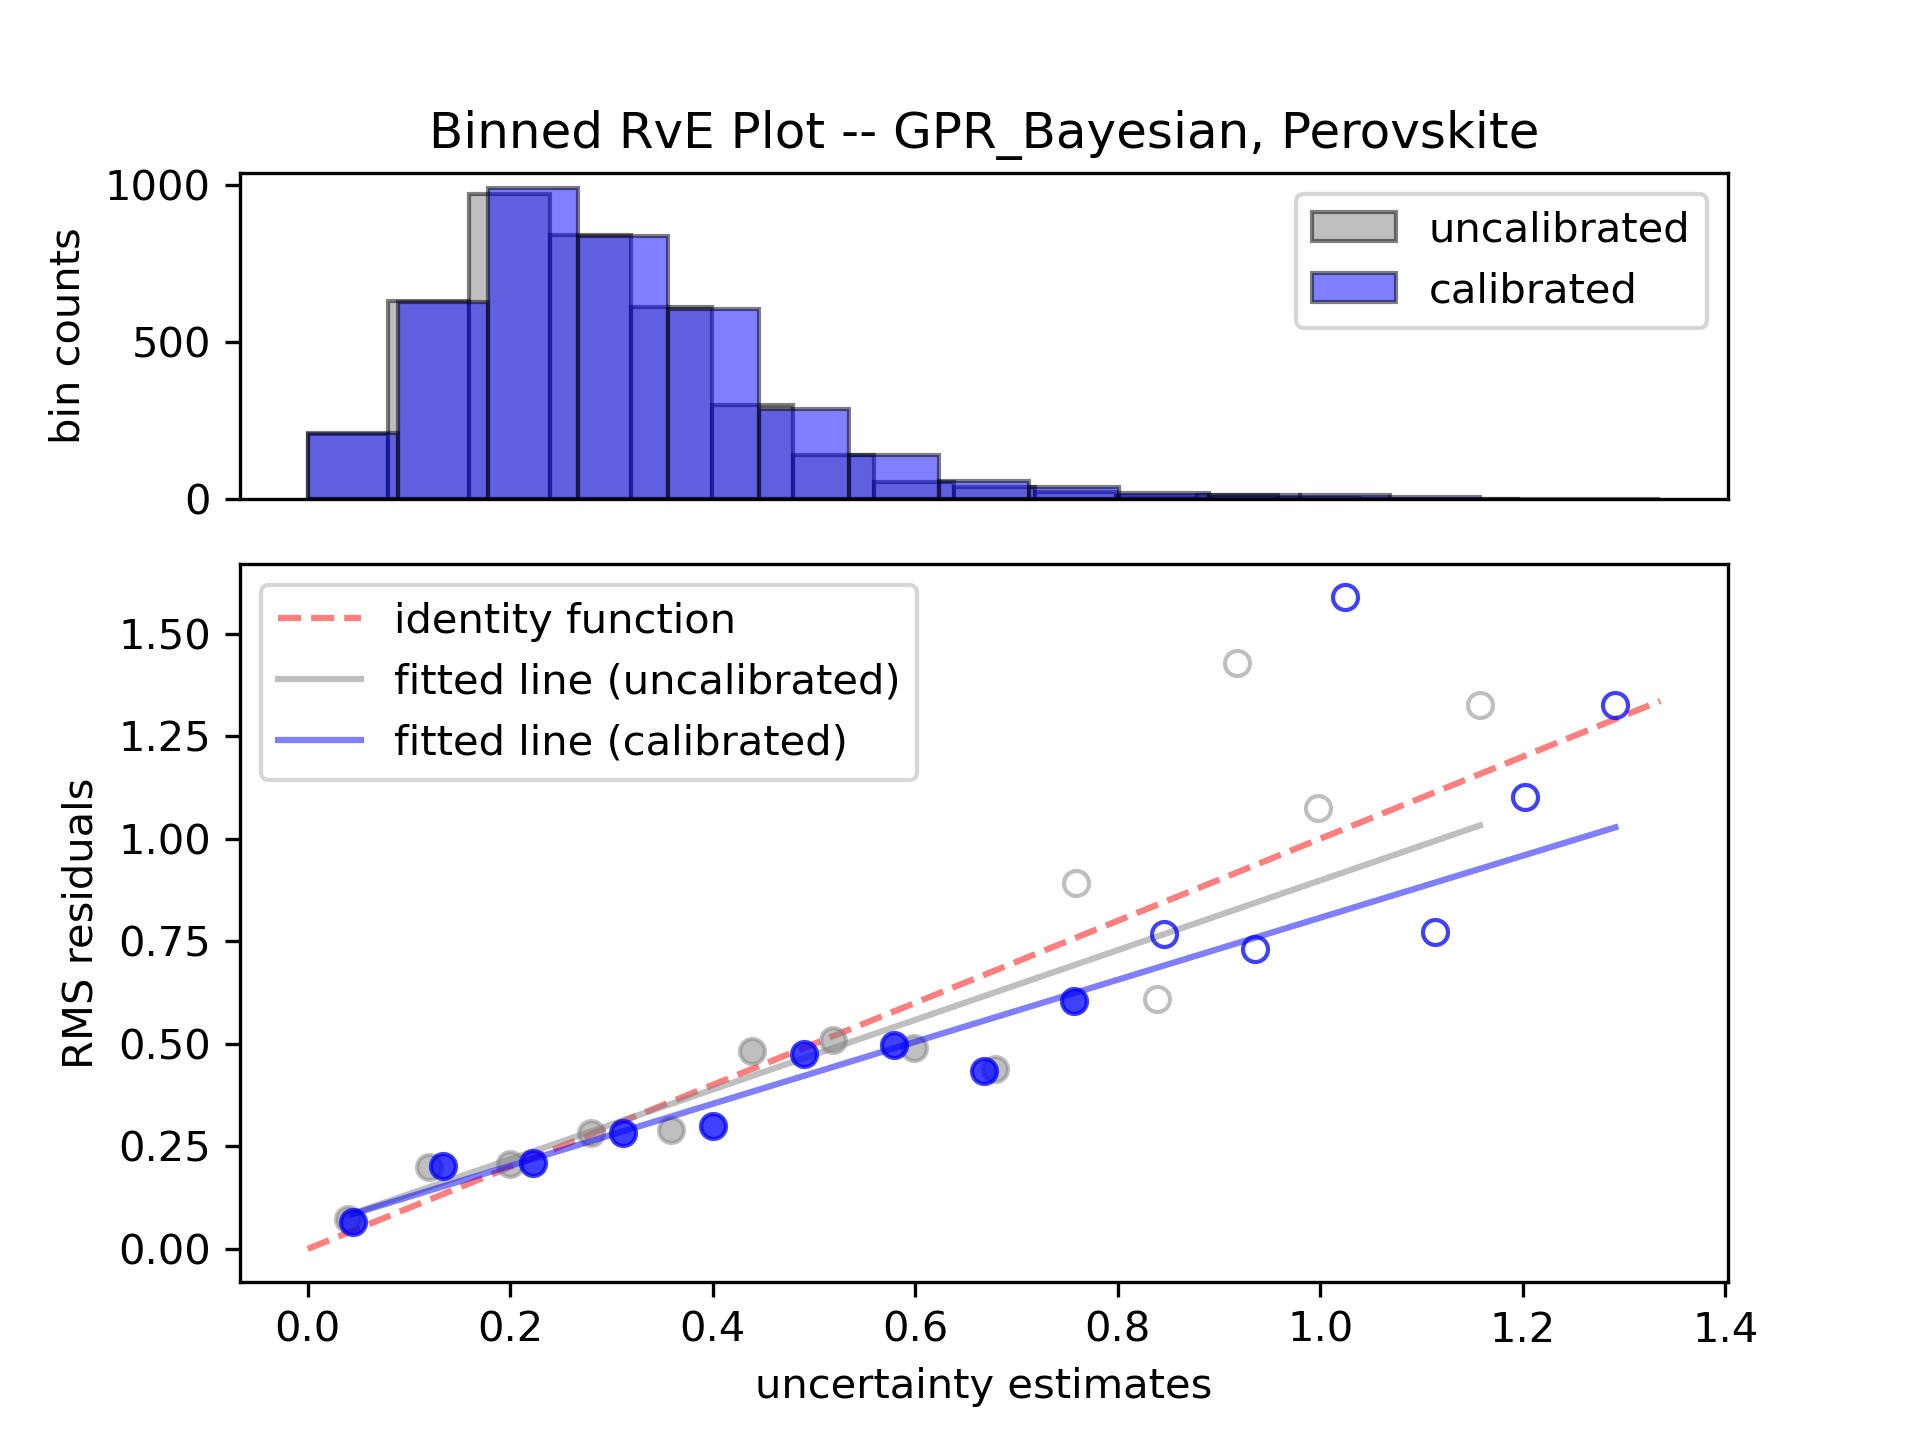 Binned RvE Plot -- GPR_Bayesian, Perovskite
bin counts
1000
500
0
uncalibrated
calibrated
RMS residuals
1.50
1.25
1.00
0.75
0.50
0.25
0.00
identity function
fitted line (uncalibrated)
fitted line (calibrated)
0.0 0.2 0.4 0.6 0.8 1.0 1.2 1.4
uncertainty estimates